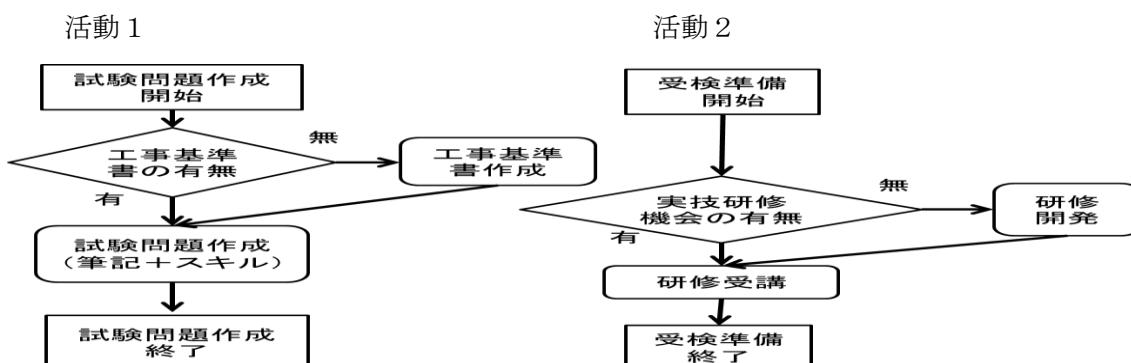 活動１
試験問題作成
開始
工事基準
書の有無
無
工事基準
書作成
有
試験問題作成
(筆記＋スキル)
試験問題作成
終了
活動２
受検準備
開始
実技研修
機会の有無
無
研修
開発
有
研修受講
受検準備
終了